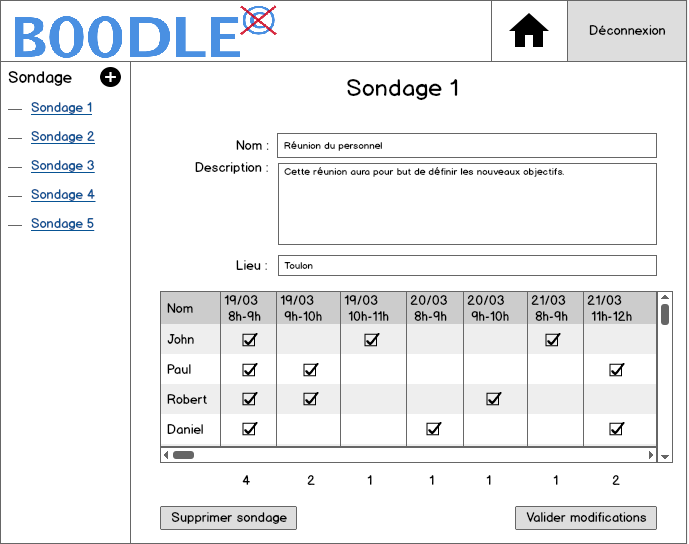 BOODLE
Déconnexion
Sondage
Sondage 1
Sondage 2
Sondage 3
Sondage 4
Sondage 5
Sondage 1
Nom : Réunion du personnel
Description : Cette réunion aura pour but de définir les nouveaux objectifs.
Lieu : Toulon
Nom 19/03 8h-9h 19/03 9h-10h 19/03 10h-11h 20/03 8h-9h 20/03 9h-10h 21/03 8h-9h 21/03 11h-12h
John
Paul
Robert
Daniel
4 2 1 1 1 1 2
Supprimer sondage Valider modifications